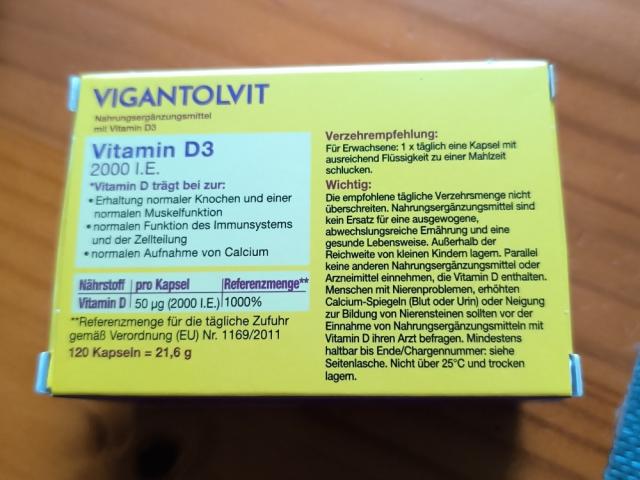 VIGANTOLVIT
Nahrungsergänzungsmittel
mit Vitamin D3
Vitamin D3
2000 I.E.
*Vitamin D trägt bei zur:
• Erhaltung normaler Knochen und einer
normalen Muskelfunktion
• normalen Funktion des Immunsystems
und der Zellteilung
• normalen Aufnahme von Calcium
Nährstoff pro Kapsel Referenzmenge**
Vitamin D 50 µg (2000 I.E.) 1000%
**Referenzmenge für die tägliche Zufuhr
gemäß Verordnung (EU) Nr. 1169/2011
120 Kapseln = 21,6 g
Verzehrempfehlung:
Für Erwachsene: 1 x täglich eine Kapsel mit
ausreichend Flüssigkeit zu einer Mahlzeit
schlucken.
Wichtig:
Die empfohlene tägliche Verzehrsmenge nicht
überschreiten. Nahrungsergänzungsmittel sind
kein Ersatz für eine ausgewogene,
abwechslungsreiche Ernährung und eine
gesunde Lebensweise. Außerhalb der
Reichweite von kleinen Kindern lagern. Parallel
keine anderen Nahrungsergänzungsmittel oder
Arzneimittel einnehmen, die Vitamin D enthalten.
Menschen mit Nierenproblemen, erhöhten
Calcium-Spiegeln (Blut oder Urin) oder Neigung
zur Bildung von Nierensteinen sollten vor der
Einnahme von Nahrungsergänzungsmitteln mit
Vitamin D ihren Arzt befragen. Mindestens
haltbar bis Ende/Chargennummer: siehe
Seitenlasche. Nicht über 25°C und trocken
lagern.